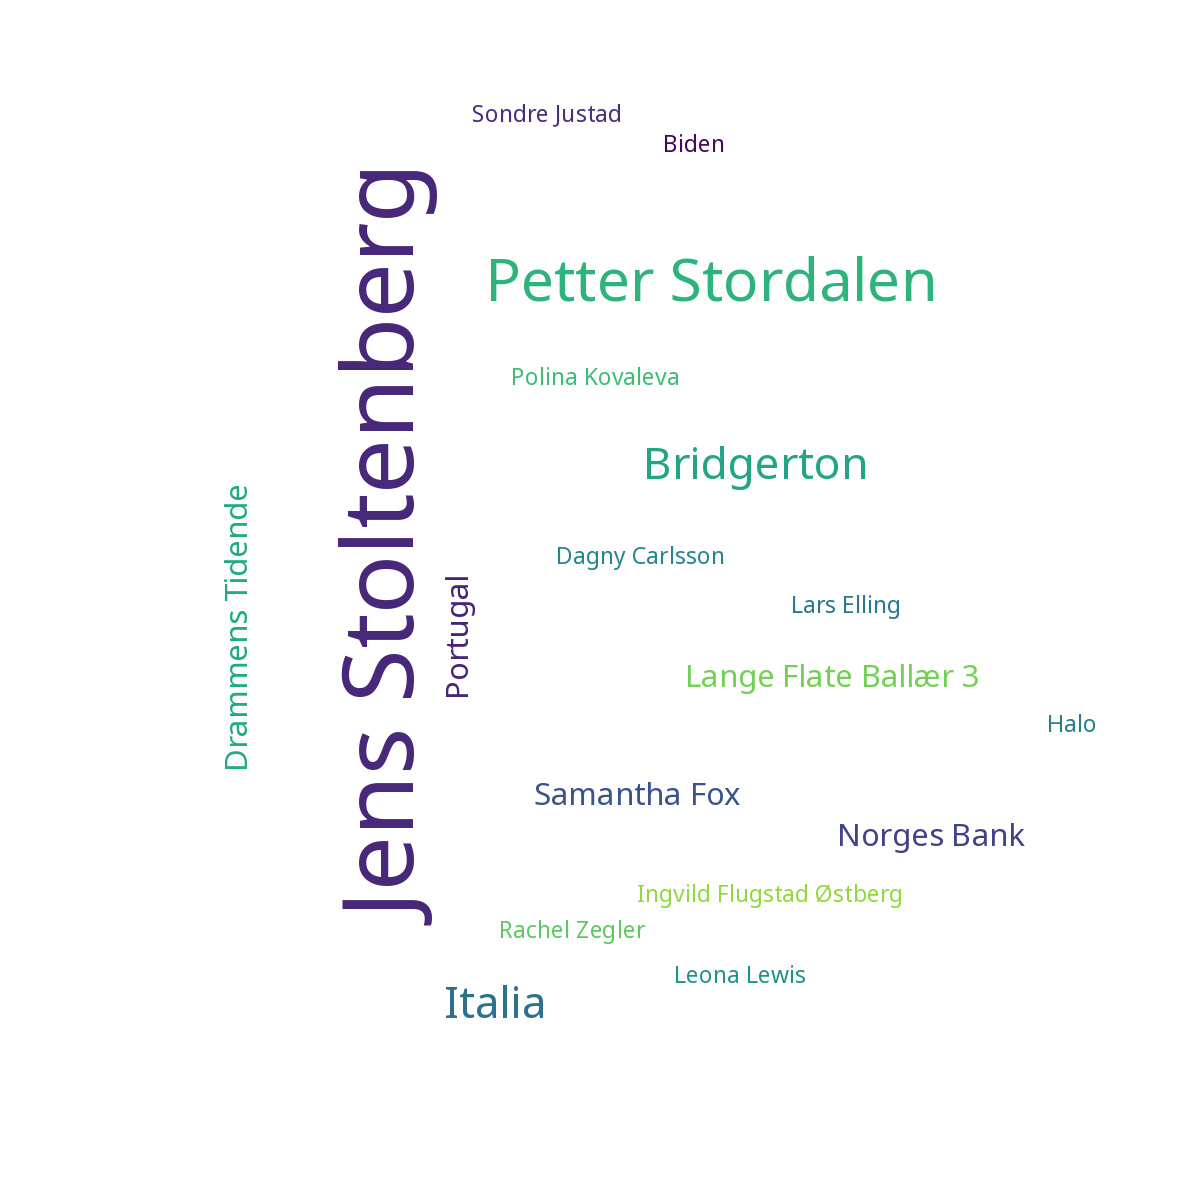 Sondre Justad
Biden
Jens Stoltenberg
Petter Stordalen
Polina Kovaleva
Bridgerton
Drammens Tidende
Dagny Carlsson
Portugal
Lars Elling
Lange Flate Ballær 3
Halo
Samantha Fox
Norges Bank
Ingvild Flugstad Østberg
Rachel Zegler
Leona Lewis
Italia